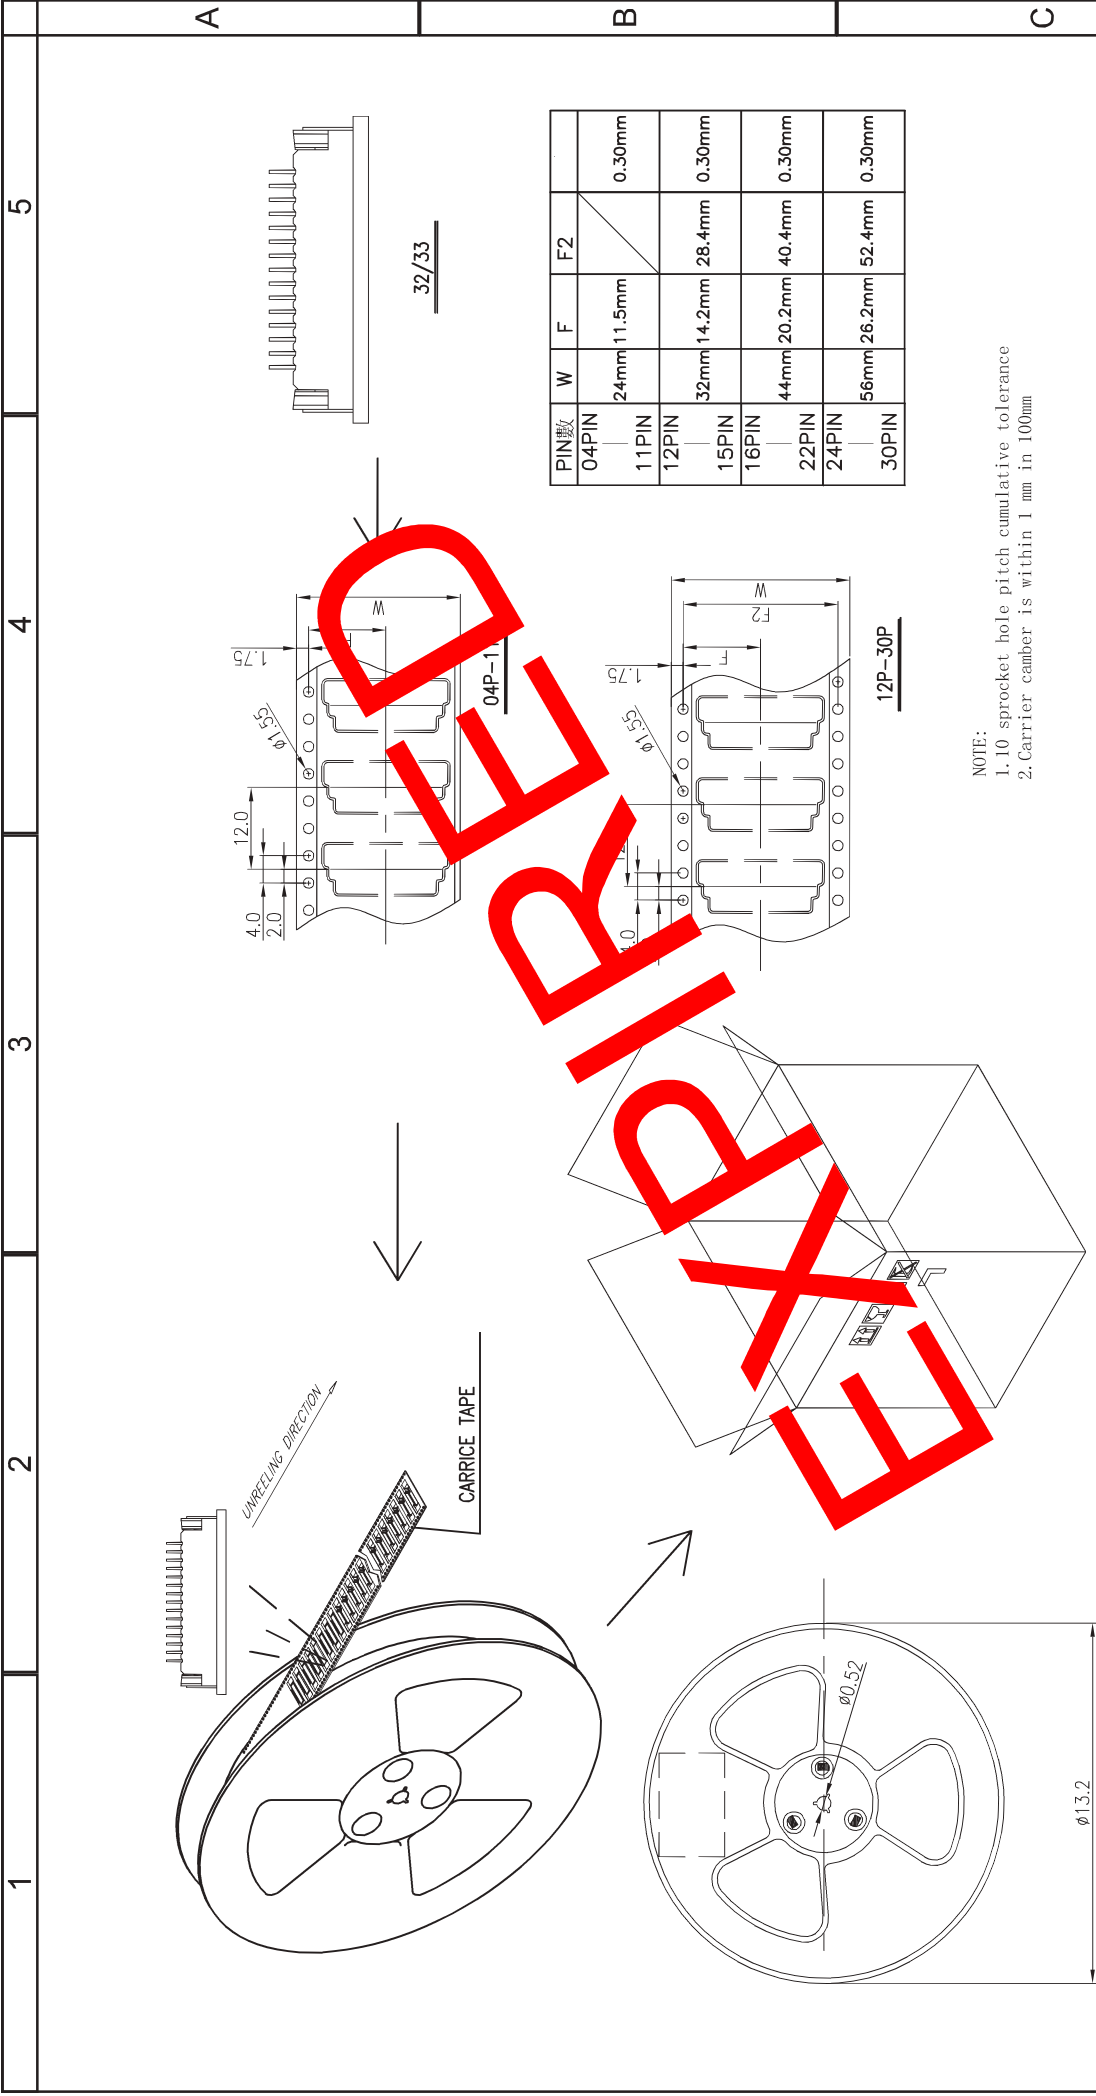 1
2
3
4
5
A
B
C
UNREELING DIRECTION
CARRICE TAPE
4.0
2.0
12.0
ø1.55
1.75
F
W
04P-1
32/33
ø1.55
1.75
F
F2
W
12P-30P
PIN數 W F F2
04PIN — 11PIN 24mm 11.5mm 0.30mm
12PIN — 15PIN 32mm 14.2mm 28.4mm 0.30mm
16PIN — 22PIN 44mm 20.2mm 40.4mm 0.30mm
24PIN — 30PIN 56mm 26.2mm 52.4mm 0.30mm
NOTE:
1.10 sprocket hole pitch cumulative tolerance
2.Carrier camber is within 1 mm in 100mm
ø0.52
ø13.2
EXPIRED